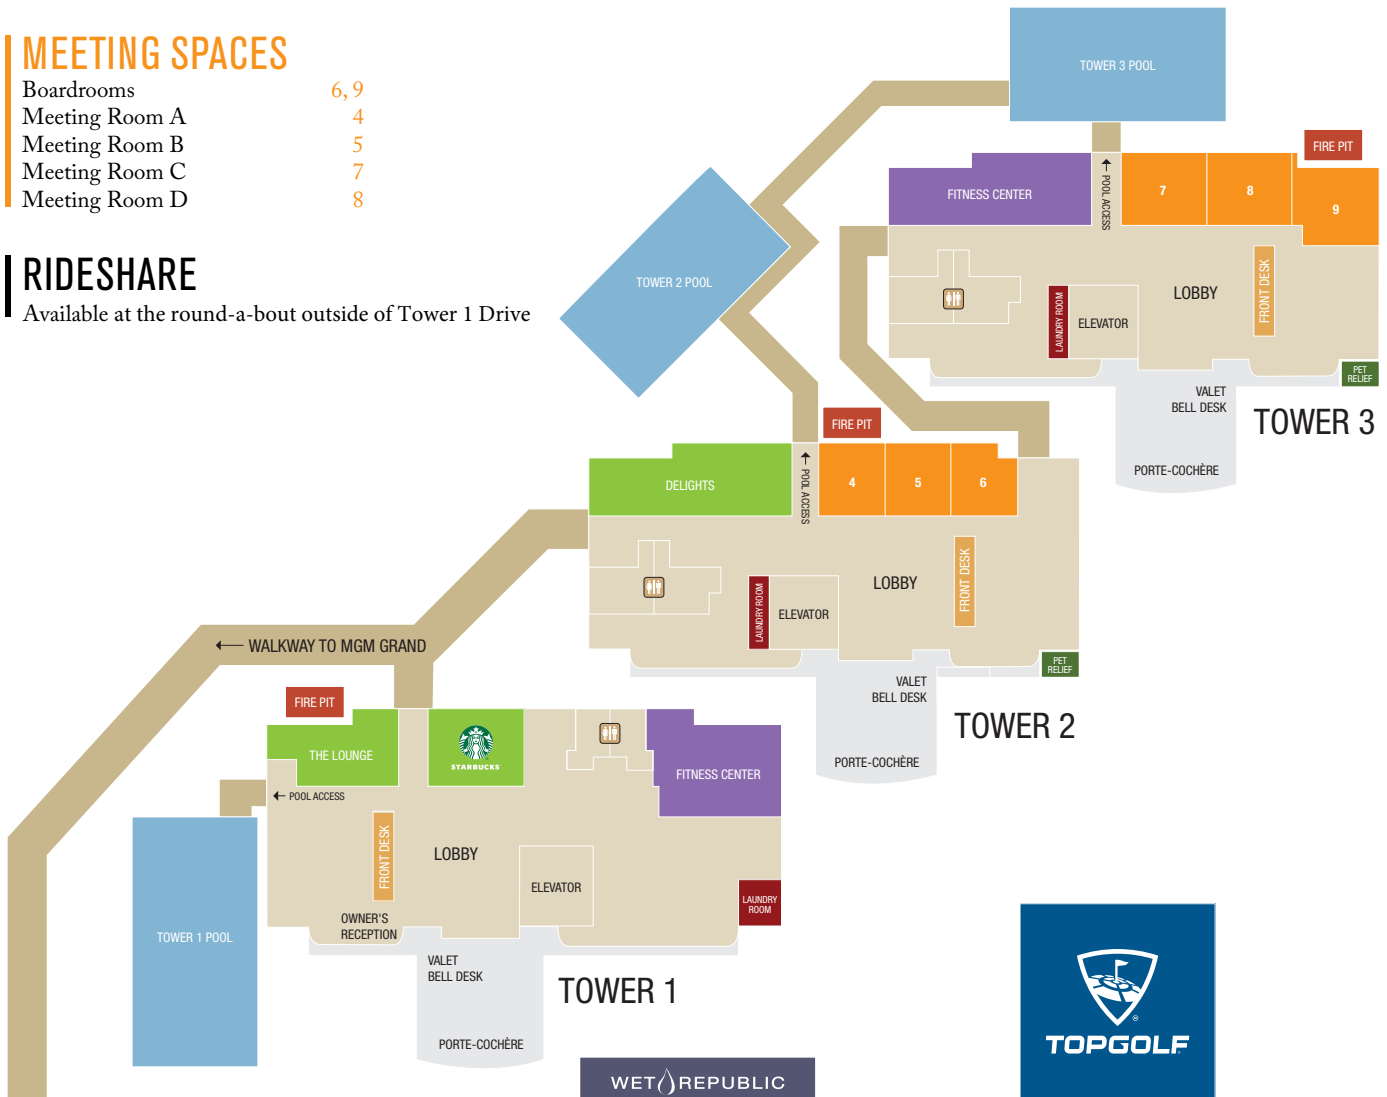 MEETING SPACES
Boardrooms 6, 9
Meeting Room A 4
Meeting Room B 5
Meeting Room C 7
Meeting Room D 8
RIDESHARE
Available at the round-a-bout outside of Tower 1 Drive
TOWER 3 POOL
FIRE PIT
FITNESS CENTER
POOL ACCESS
7
8
9
LOBBY
FRONT DESK
LAUNDRY ROOM
ELEVATOR
PET
RELIEF
VALET
BELL DESK
TOWER 3
PORTE-COCHÈRE
TOWER 2 POOL
FIRE PIT
DELIGHTS
POOL ACCESS
4
5
6
LOBBY
FRONT DESK
LAUNDRY ROOM
ELEVATOR
PET
RELIEF
VALET
BELL DESK
TOWER 2
PORTE-COCHÈRE
WALKWAY TO MGM GRAND
FIRE PIT
THE LOUNGE
STARBUCKS
FITNESS CENTER
POOL ACCESS
FRONT DESK
LOBBY
ELEVATOR
LAUNDRY
ROOM
OWNER'S
RECEPTION
TOWER 1 POOL
VALET
BELL DESK
TOWER 1
PORTE-COCHÈRE
WET REPUBLIC
TOPGOLF